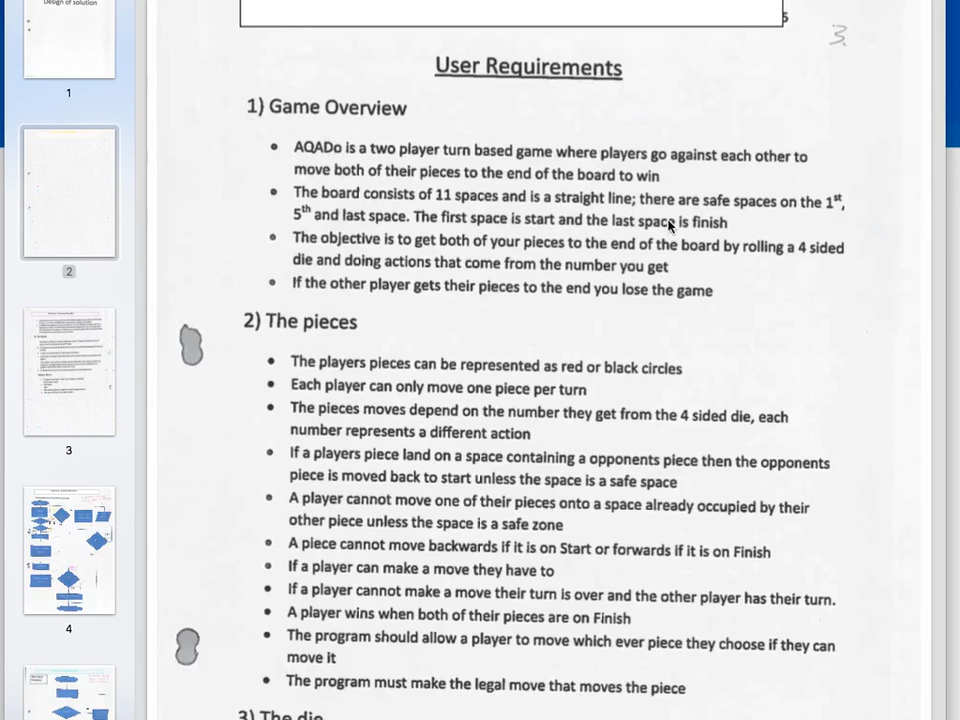 Design of solution
1
2
3
4
5
3.
User Requirements
1) Game Overview
• AQADo is a two player turn based game where players go against each other to
move both of their pieces to the end of the board to win
• The board consists of 11 spaces and is a straight line; there are safe spaces on the 1st,
5th and last space. The first space is start and the last space is finish
• The objective is to get both of your pieces to the end of the board by rolling a 4 sided
die and doing actions that come from the number you get
• If the other player gets their pieces to the end you lose the game
2) The pieces
• The players pieces can be represented as red or black circles
• Each player can only move one piece per turn
• The pieces moves depend on the number they get from the 4 sided die, each
number represents a different action
• If a players piece land on a space containing a opponents piece then the opponents
piece is moved back to start unless the space is a safe space
• A player cannot move one of their pieces onto a space already occupied by their
other piece unless the space is a safe zone
• A piece cannot move backwards if it is on Start or forwards if it is on Finish
• If a player can make a move they have to
• If a player cannot make a move their turn is over and the other player has their turn.
• A player wins when both of their pieces are on Finish
• The program should allow a player to move which ever piece they choose if they can
move it
• The program must make the legal move that moves the piece
3) The die